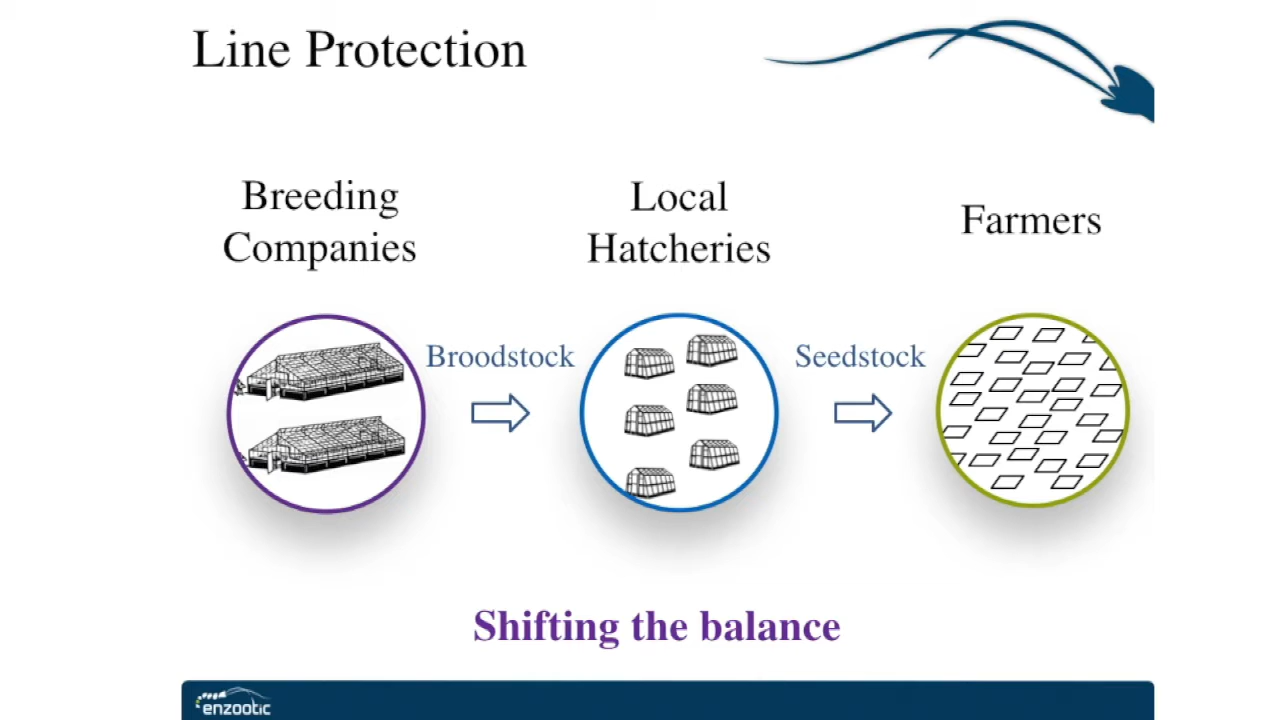 Line Protection
Breeding
Companies
Local
Hatcheries
Farmers
Broodstock
Seedstock
Shifting the balance
enzootic